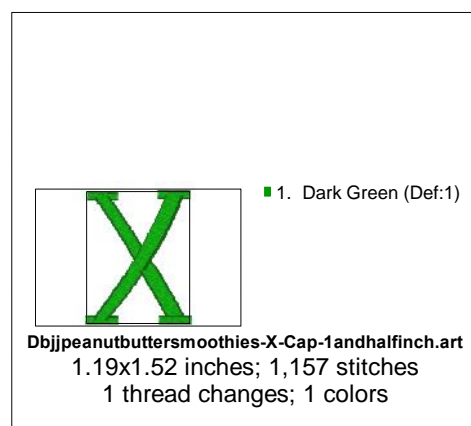 1. Dark Green (Def:1)
X
Dbjjpeanutbuttersmoothies-X-Cap-1andhalfinch.art
1.19x1.52 inches; 1,157 stitches
1 thread changes; 1 colors